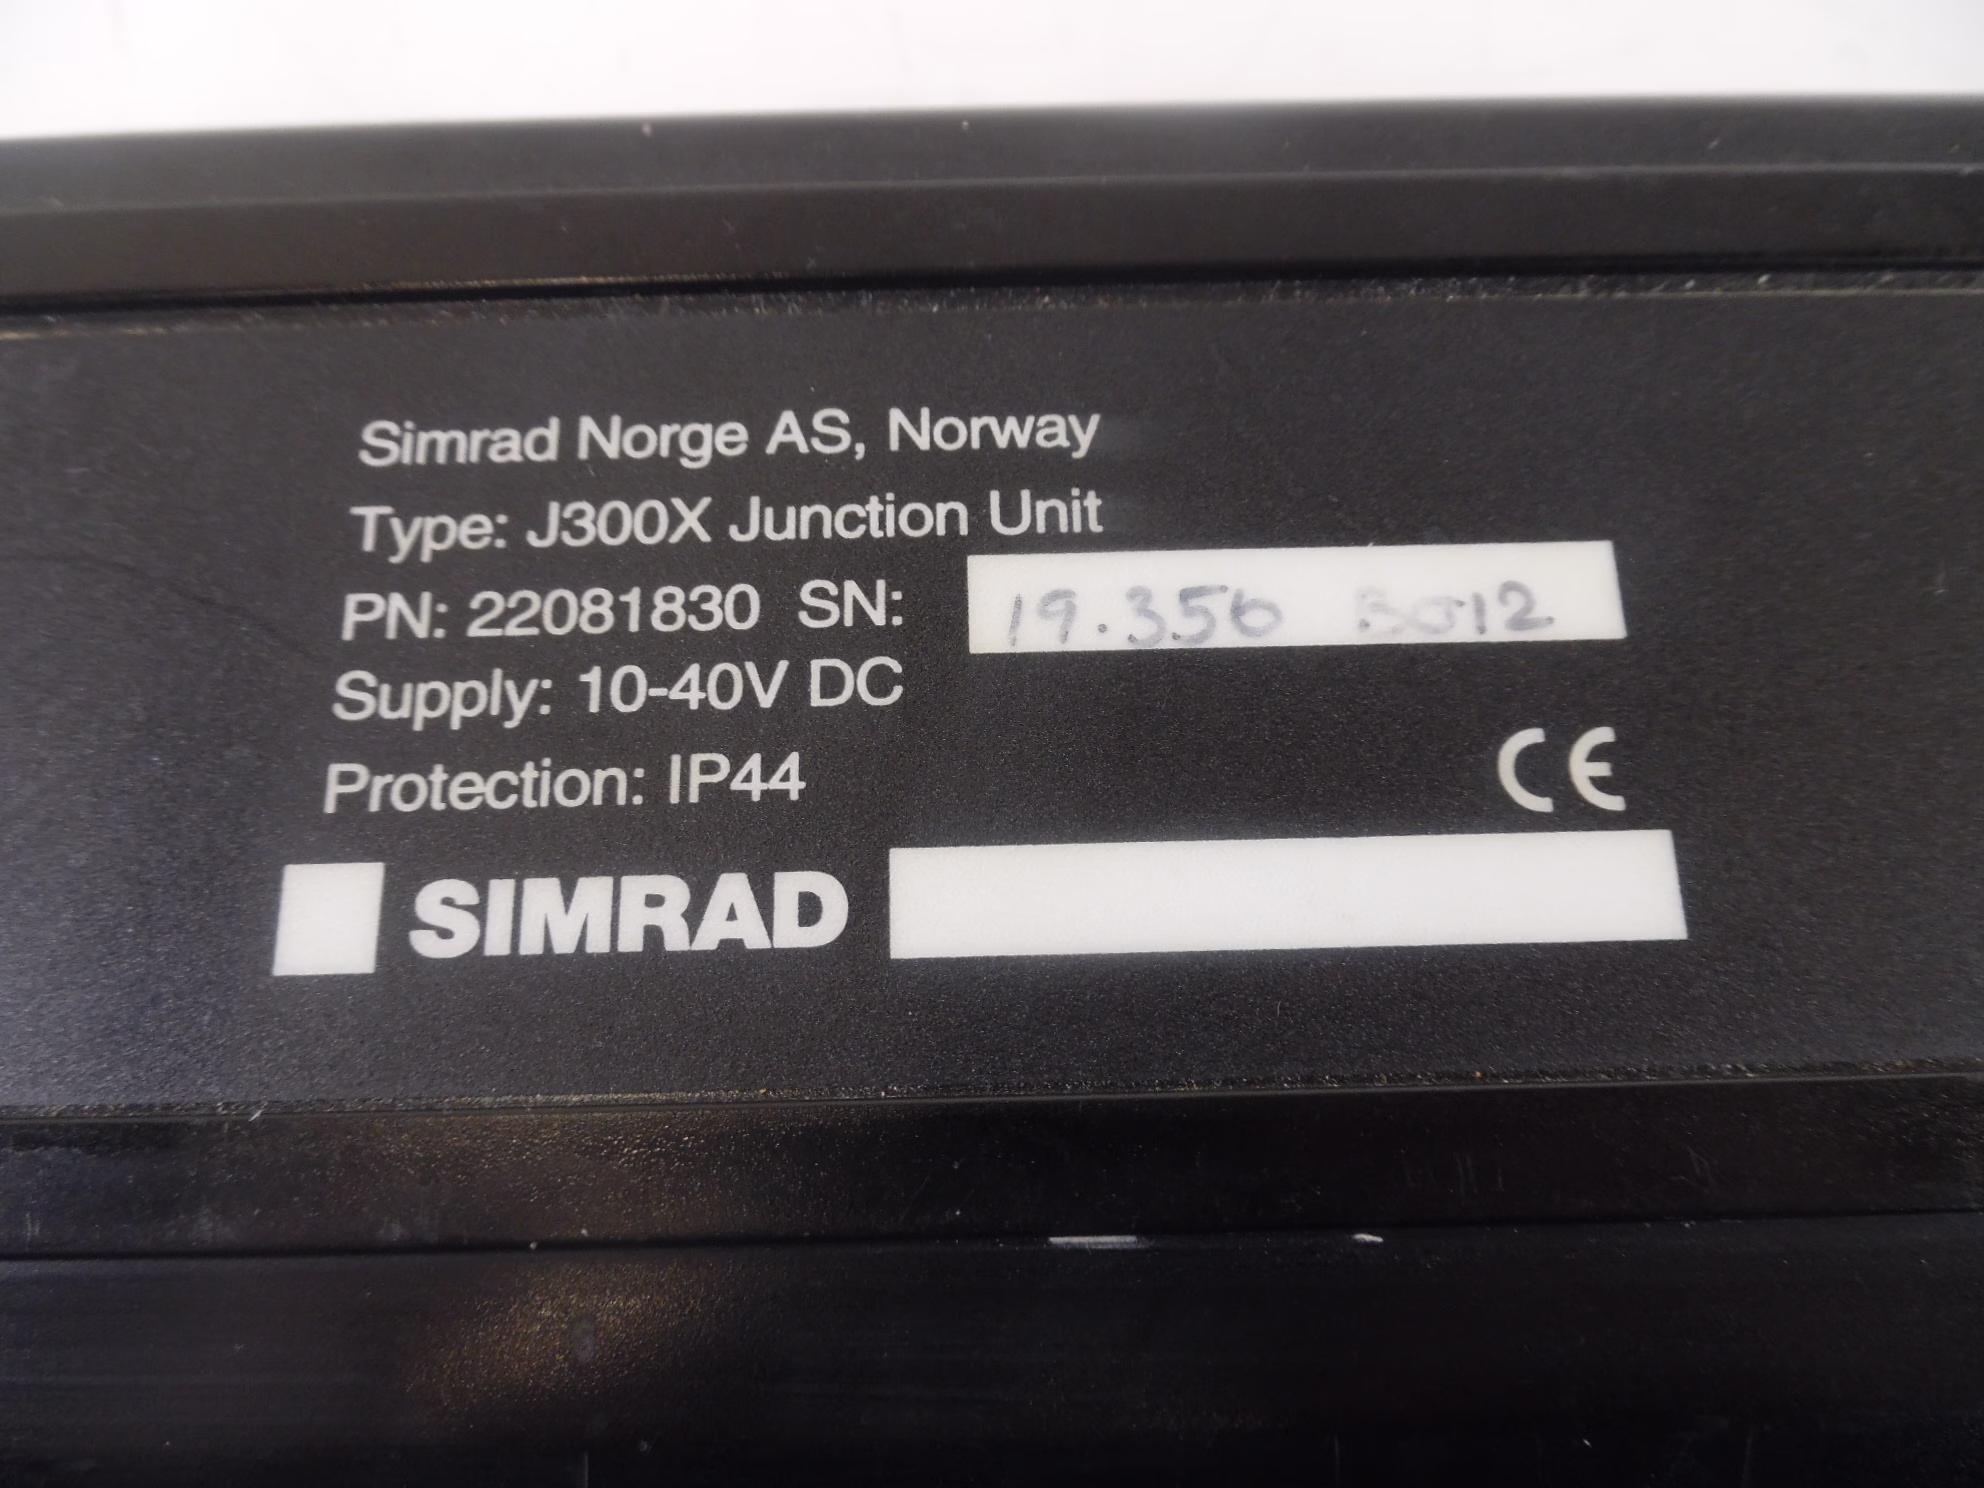 Simrad Norge AS, Norway
Type: J300X Junction Unit
PN: 22081830 SN: 19.356
Supply: 10-40V DC
Protection: IP44
CE
SIMRAD